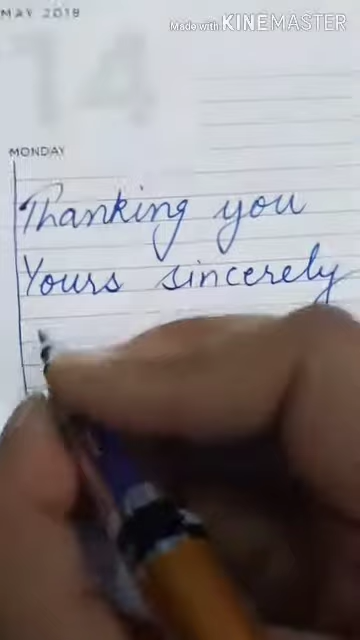 MAY 2018
Made with KINEMASTER
14
MONDAY
Thanking you
Yours sincerely